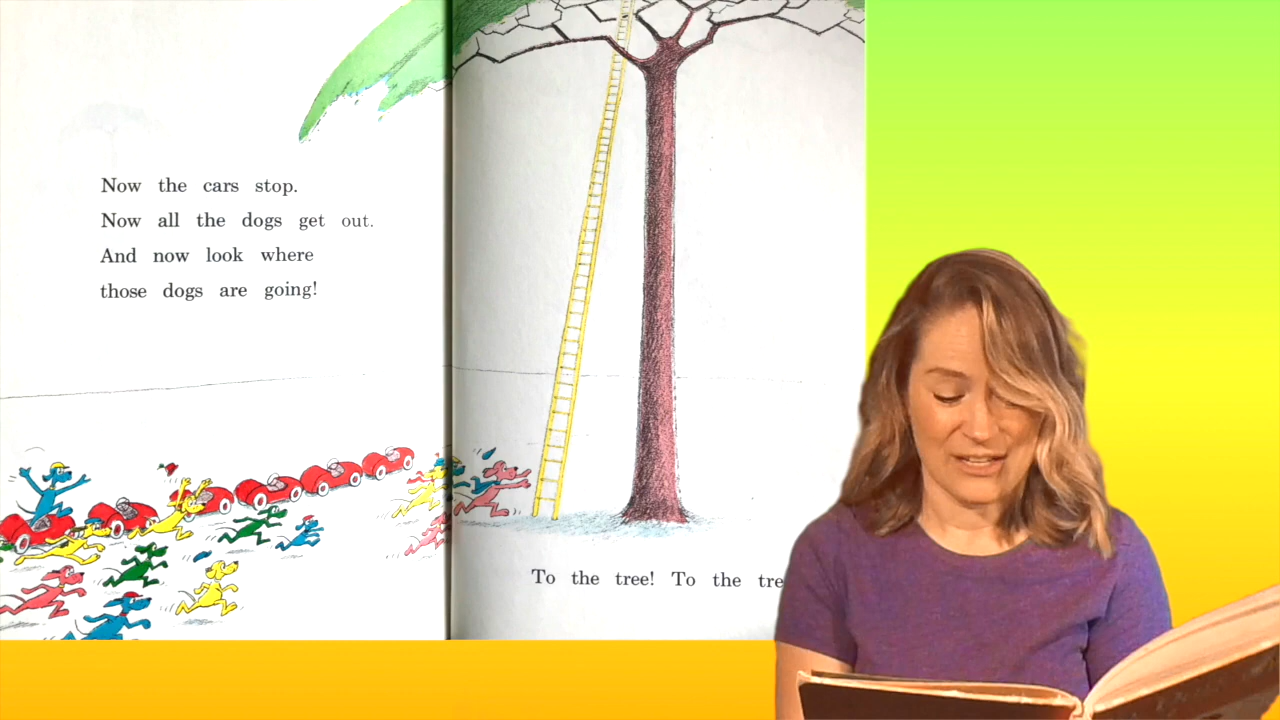 Now the cars stop.
Now all the dogs get out.
And now look where
those dogs are going!
To the tree! To the